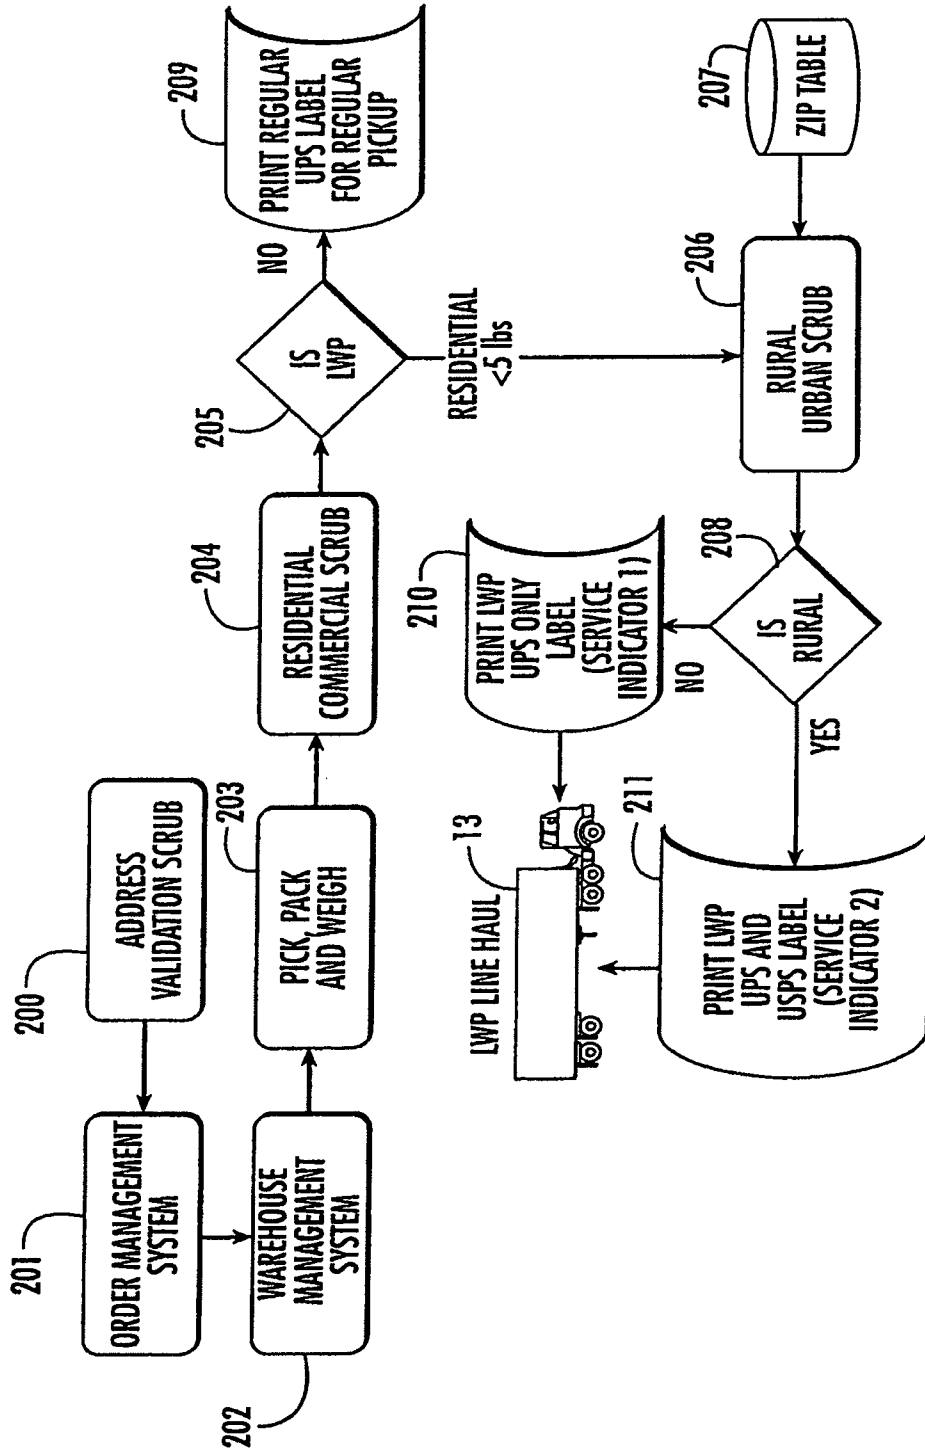 200
ADDRESS
VALIDATION SCRUB
201
ORDER MANAGEMENT
SYSTEM
202
WAREHOUSE
MANAGEMENT
SYSTEM
203
PICK, PACK
AND WEIGH
204
RESIDENTIAL
COMMERCIAL SCRUB
205
IS
LWP
NO
209
PRINT REGULAR
UPS LABEL
FOR REGULAR
PICKUP
RESIDENTIAL
<5 lbs
207
ZIP TABLE
206
RURAL
URBAN SCRUB
208
IS
RURAL
NO
YES
210
PRINT LWP
UPS ONLY
LABEL
(SERVICE
INDICATOR 1)
211
PRINT LWP
UPS AND
USPS LABEL
(SERVICE
INDICATOR 2)
LWP LINE HAUL
13